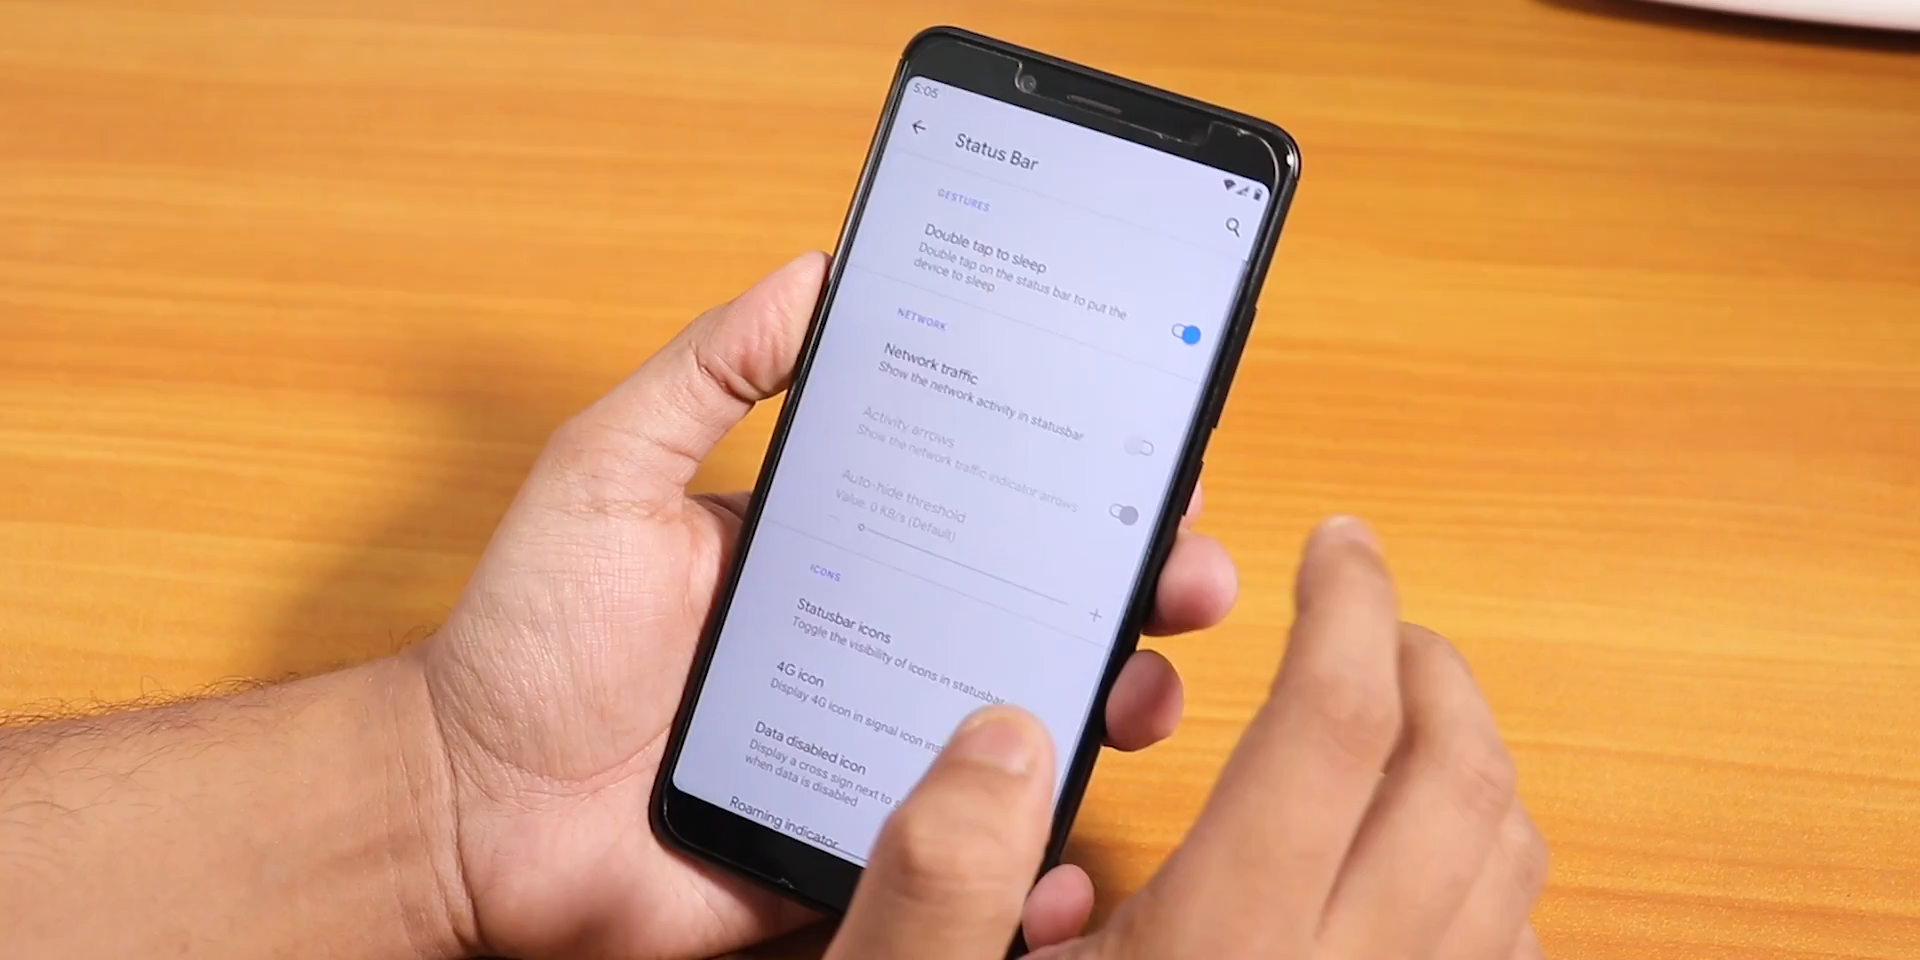 5:05
Status Bar
GESTURES
Double tap to sleep
Double tap on the status bar to put the
device to sleep
NETWORK
Network traffic
Show the network activity in statusbar
Activity arrows
Show the network traffic indicator arrows
Auto-hide threshold
Value: 0 KB/s (Default)
ICONS
Statusbar icons
Toggle the visibility of icons in statusbar
4G icon
Display 4G icon in signal icon
Data disabled icon
Display a cross sign next to
when data is disabled
Roaming indicator